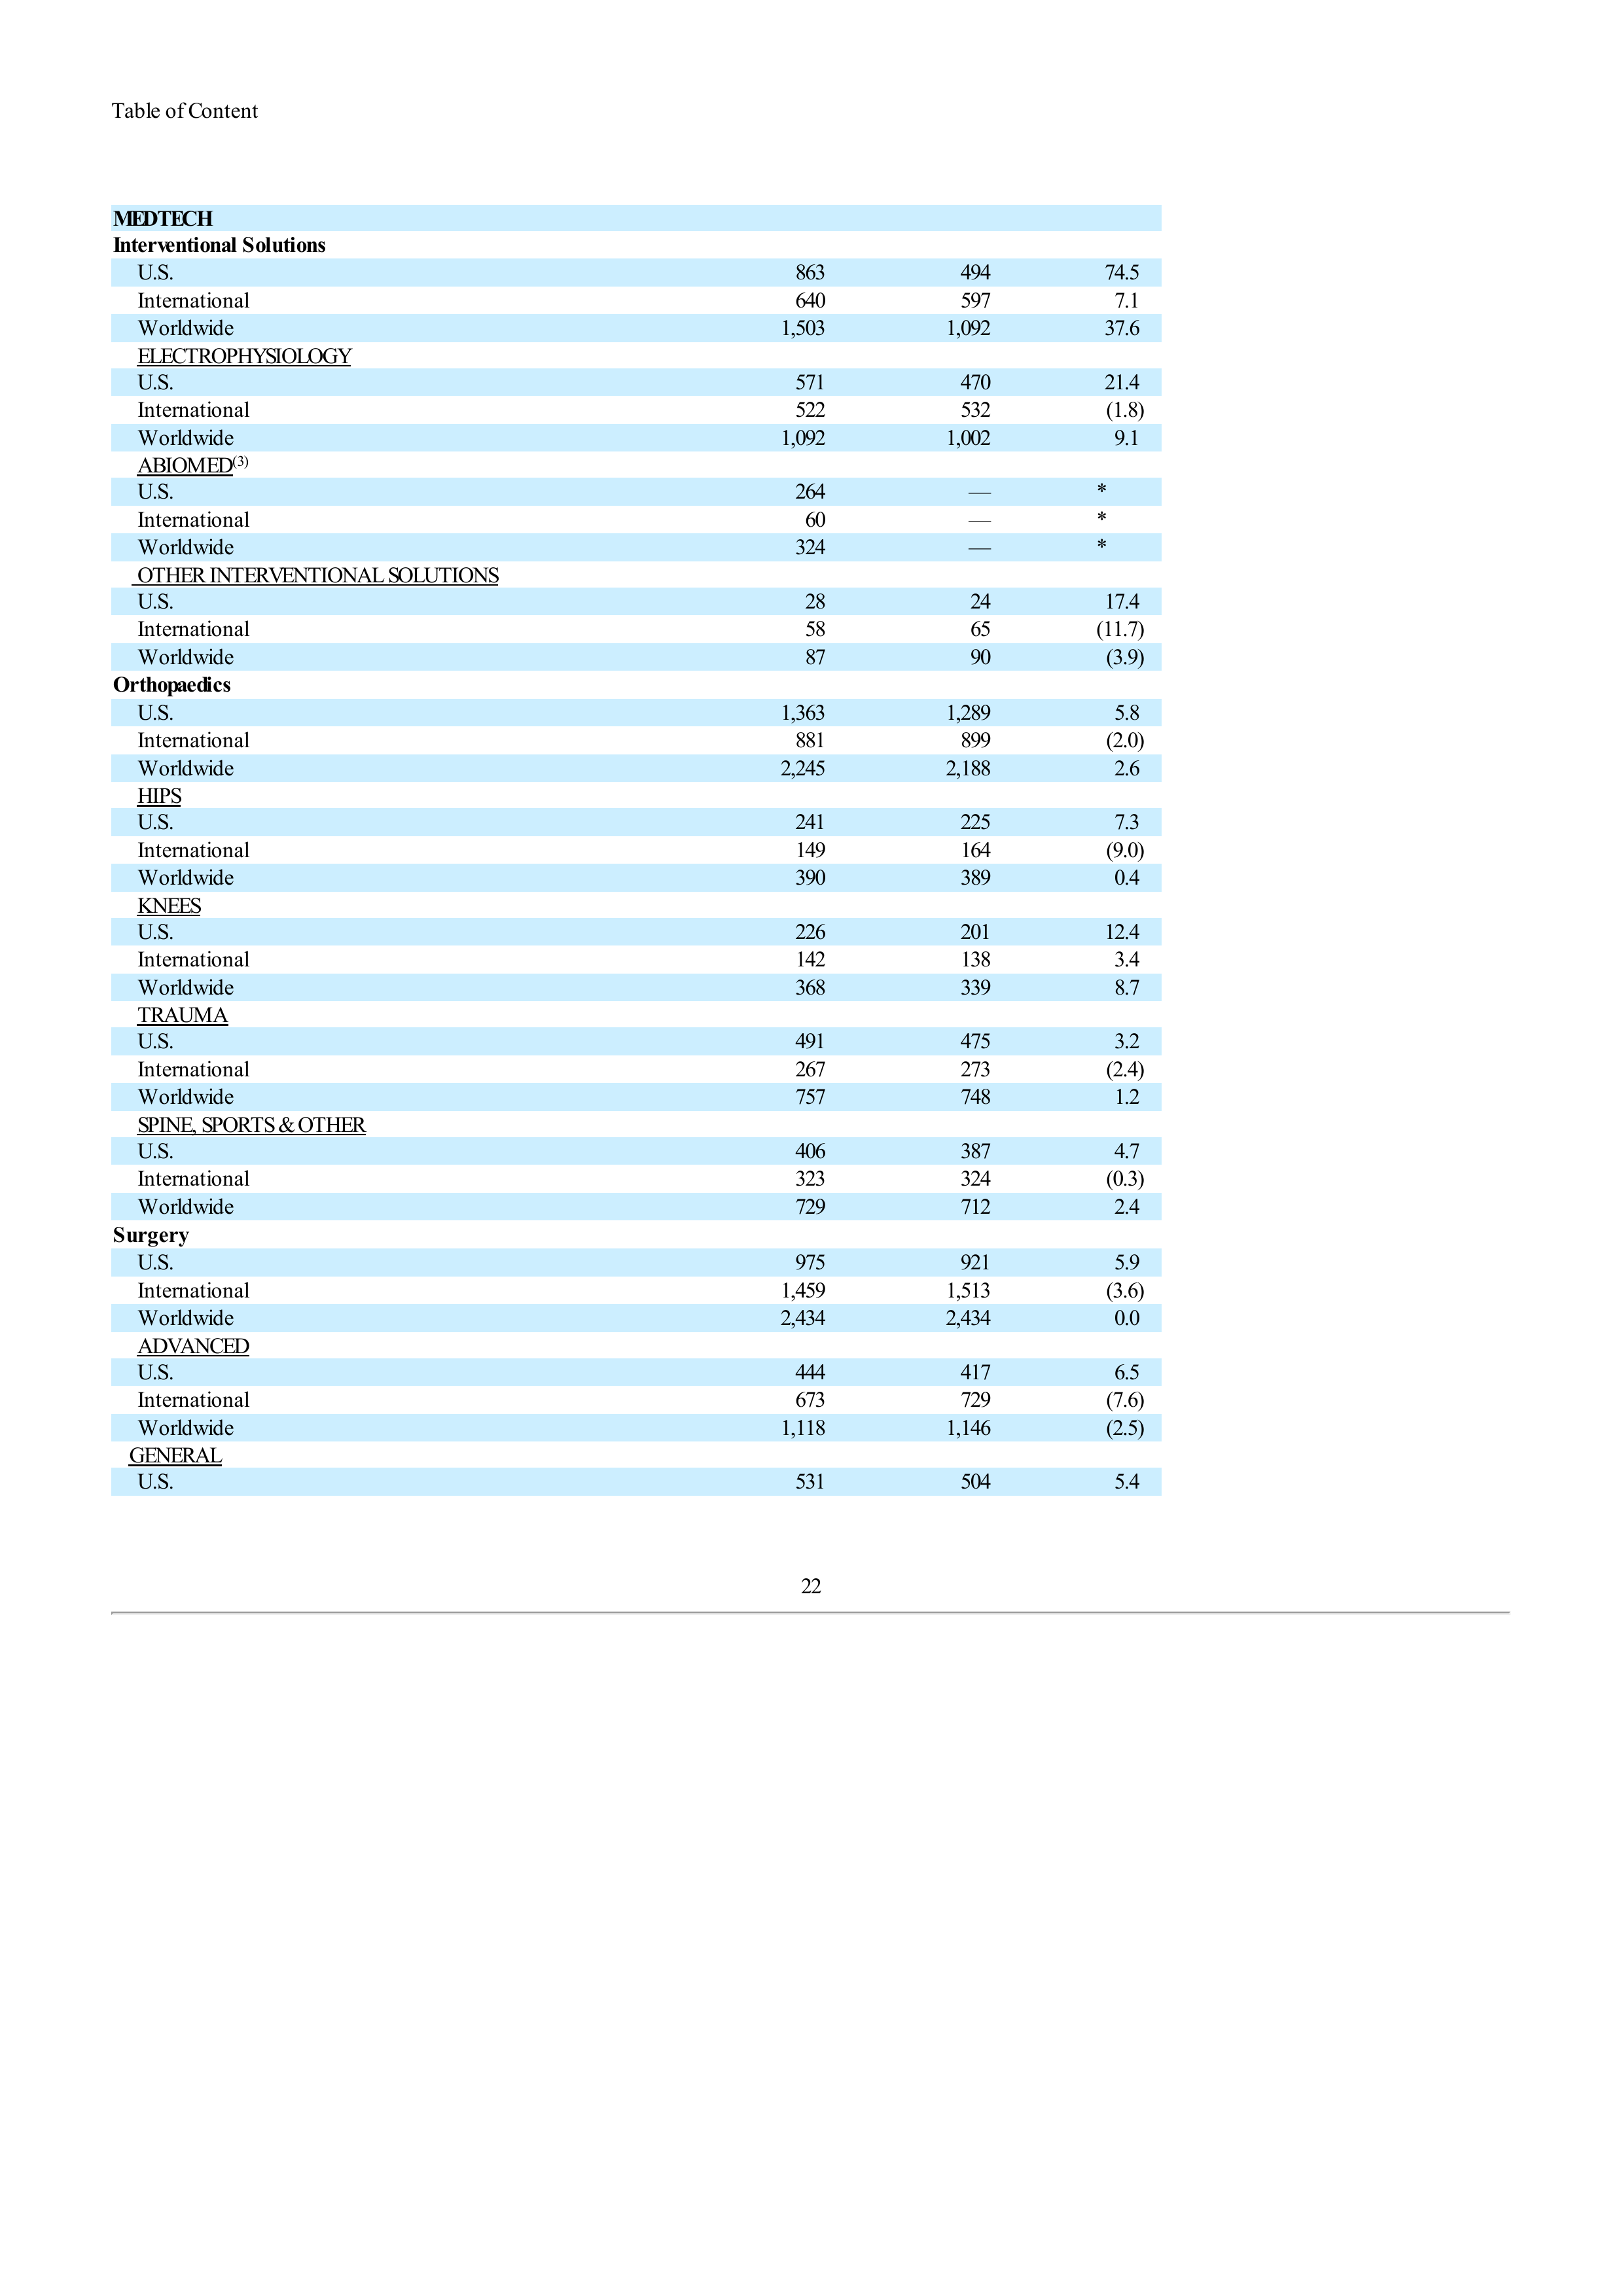 Table of Content
MEDTECH
Interventional Solutions
U.S. 863 494 74.5
International 640 597 7.1
Worldwide 1,503 1,092 37.6
ELECTROPHYSIOLOGY
U.S. 571 470 21.4
International 522 532 (1.8)
Worldwide 1,092 1,002 9.1
ABIOMED(3)
U.S. 264 — *
International 60 — *
Worldwide 324 — *
OTHER INTERVENTIONAL SOLUTIONS
U.S. 28 24 17.4
International 58 65 (11.7)
Worldwide 87 90 (3.9)
Orthopaedics
U.S. 1,363 1,289 5.8
International 881 899 (2.0)
Worldwide 2,245 2,188 2.6
HIPS
U.S. 241 225 7.3
International 149 164 (9.0)
Worldwide 390 389 0.4
KNEES
U.S. 226 201 12.4
International 142 138 3.4
Worldwide 368 339 8.7
TRAUMA
U.S. 491 475 3.2
International 267 273 (2.4)
Worldwide 757 748 1.2
SPINE, SPORTS & OTHER
U.S. 406 387 4.7
International 323 324 (0.3)
Worldwide 729 712 2.4
Surgery
U.S. 975 921 5.9
International 1,459 1,513 (3.6)
Worldwide 2,434 2,434 0.0
ADVANCED
U.S. 444 417 6.5
International 673 729 (7.6)
Worldwide 1,118 1,146 (2.5)
GENERAL
U.S. 531 504 5.4
22